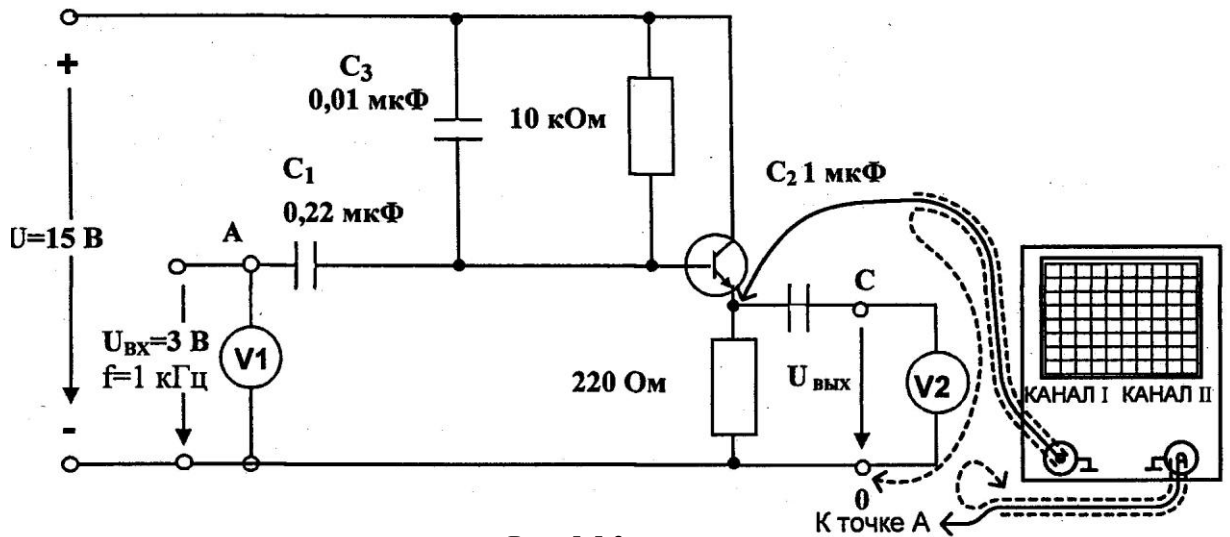 +
C3
0,01 мкФ
10 кОм
C1
0,22 мкФ
C2 1 мкФ
U=15 В
A
C
UВХ=3 В
f=1 кГц
V1
220 Ом
U вых
V2
КАНАЛ I КАНАЛ II
-
0
К точке А